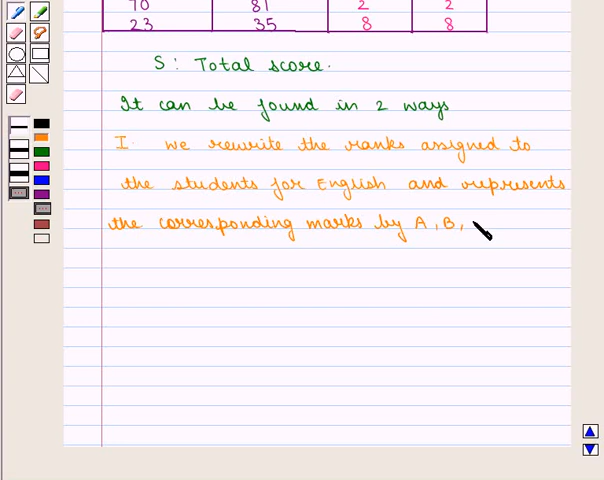 70 81 2 2
23 35 8 8
S : Total score.
It can be found in 2 ways
I. we rewrite the ranks assigned to
the students for English and represents
the corresponding marks by A, B,